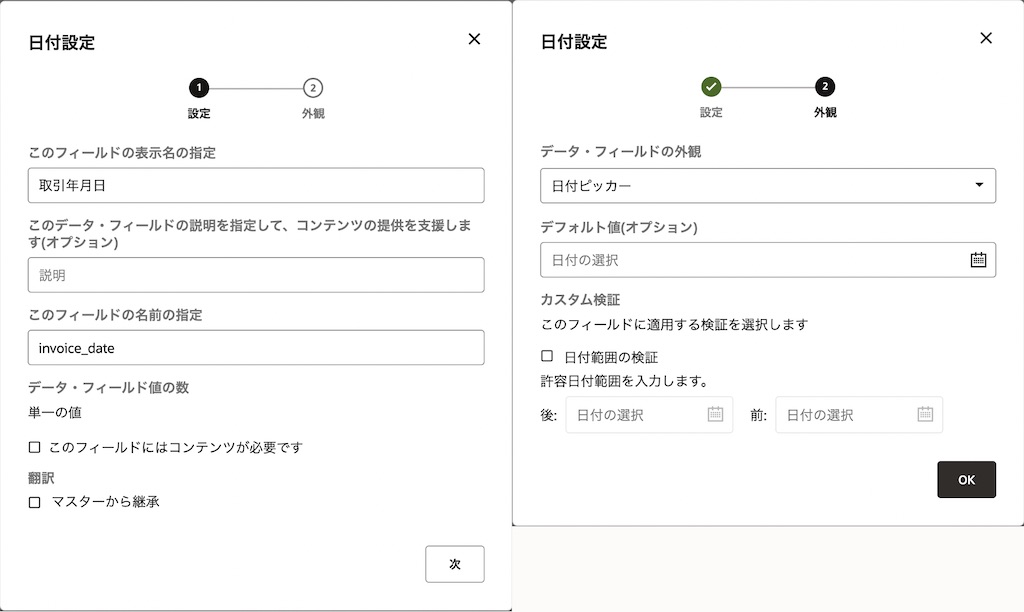 日付設定
1
2
設定
外観
このフィールドの表示名の指定
取引年月日
このデータ・フィールドの説明を指定して、コンテンツの提供を支援しま
す(オプション)
説明
このフィールドの名前の指定
invoice_date
データ・フィールド値の数
単一の値
このフィールドにはコンテンツが必要です
翻訳
マスターから継承
次
日付設定
2
設定
外観
データ・フィールドの外観
日付ピッカー
デフォルト値(オプション)
日付の選択
カスタム検証
このフィールドに適用する検証を選択します
日付範囲の検証
許容日付範囲を入力します。
後: 日付の選択 前: 日付の選択
OK